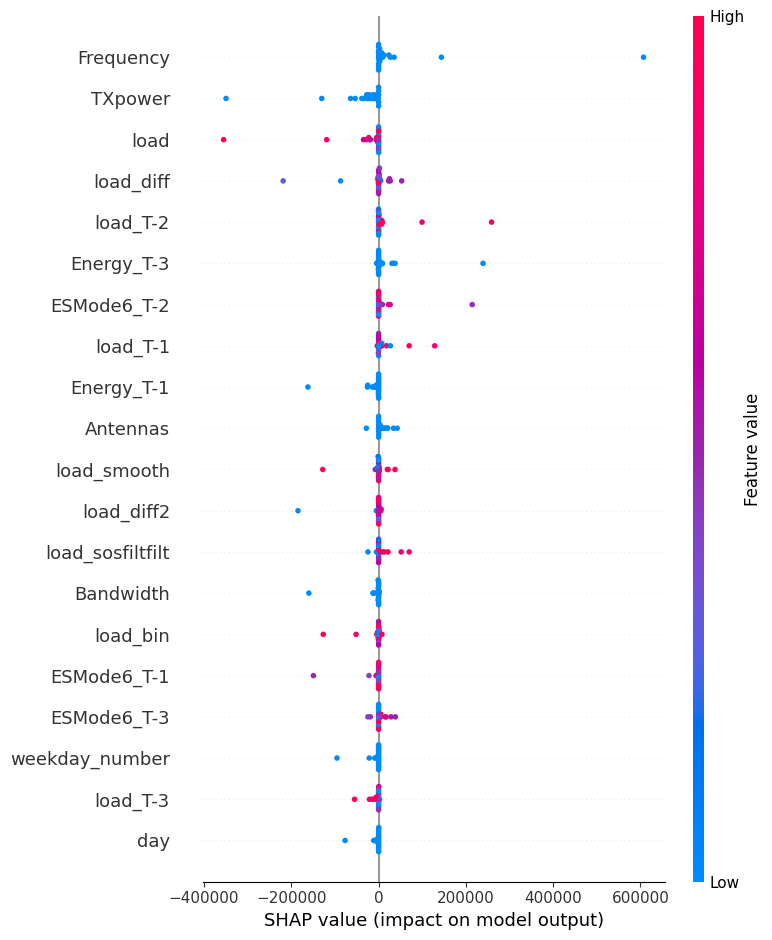 High
Frequency
TXpower
load
load_diff
load_T-2
Energy_T-3
ESMode6_T-2
load_T-1
Energy_T-1
Antennas
load_smooth
load_diff2
load_sosfiltfilt
Bandwidth
load_bin
ESMode6_T-1
ESMode6_T-3
weekday_number
load_T-3
day
Feature value
Low
−400000 −200000 0 200000 400000 600000
SHAP value (impact on model output)